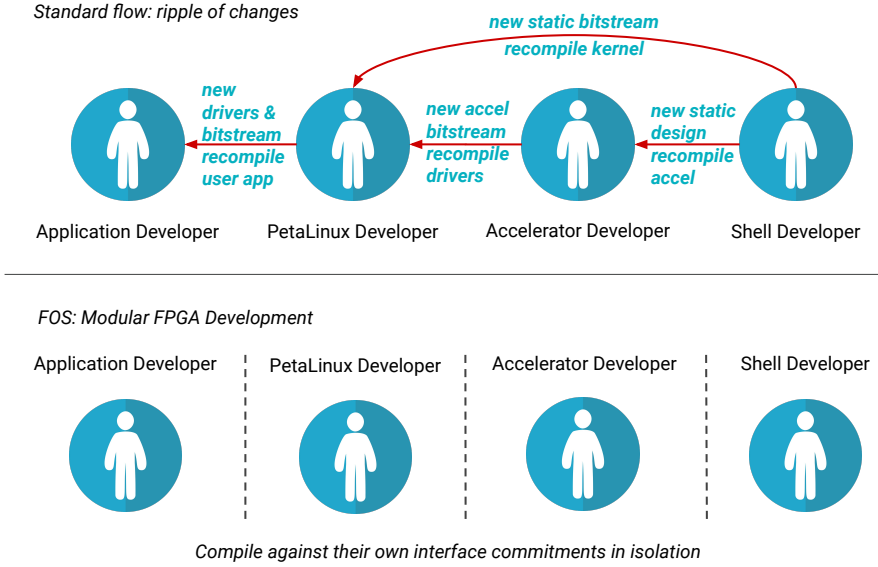 Standard flow: ripple of changes
new static bitstream
recompile kernel
new
drivers &
bitstream
recompile
user app
new accel
bitstream
recompile
drivers
new static
design
recompile
accel
Application Developer
PetaLinux Developer
Accelerator Developer
Shell Developer
FOS: Modular FPGA Development
Application Developer
PetaLinux Developer
Accelerator Developer
Shell Developer
Compile against their own interface commitments in isolation